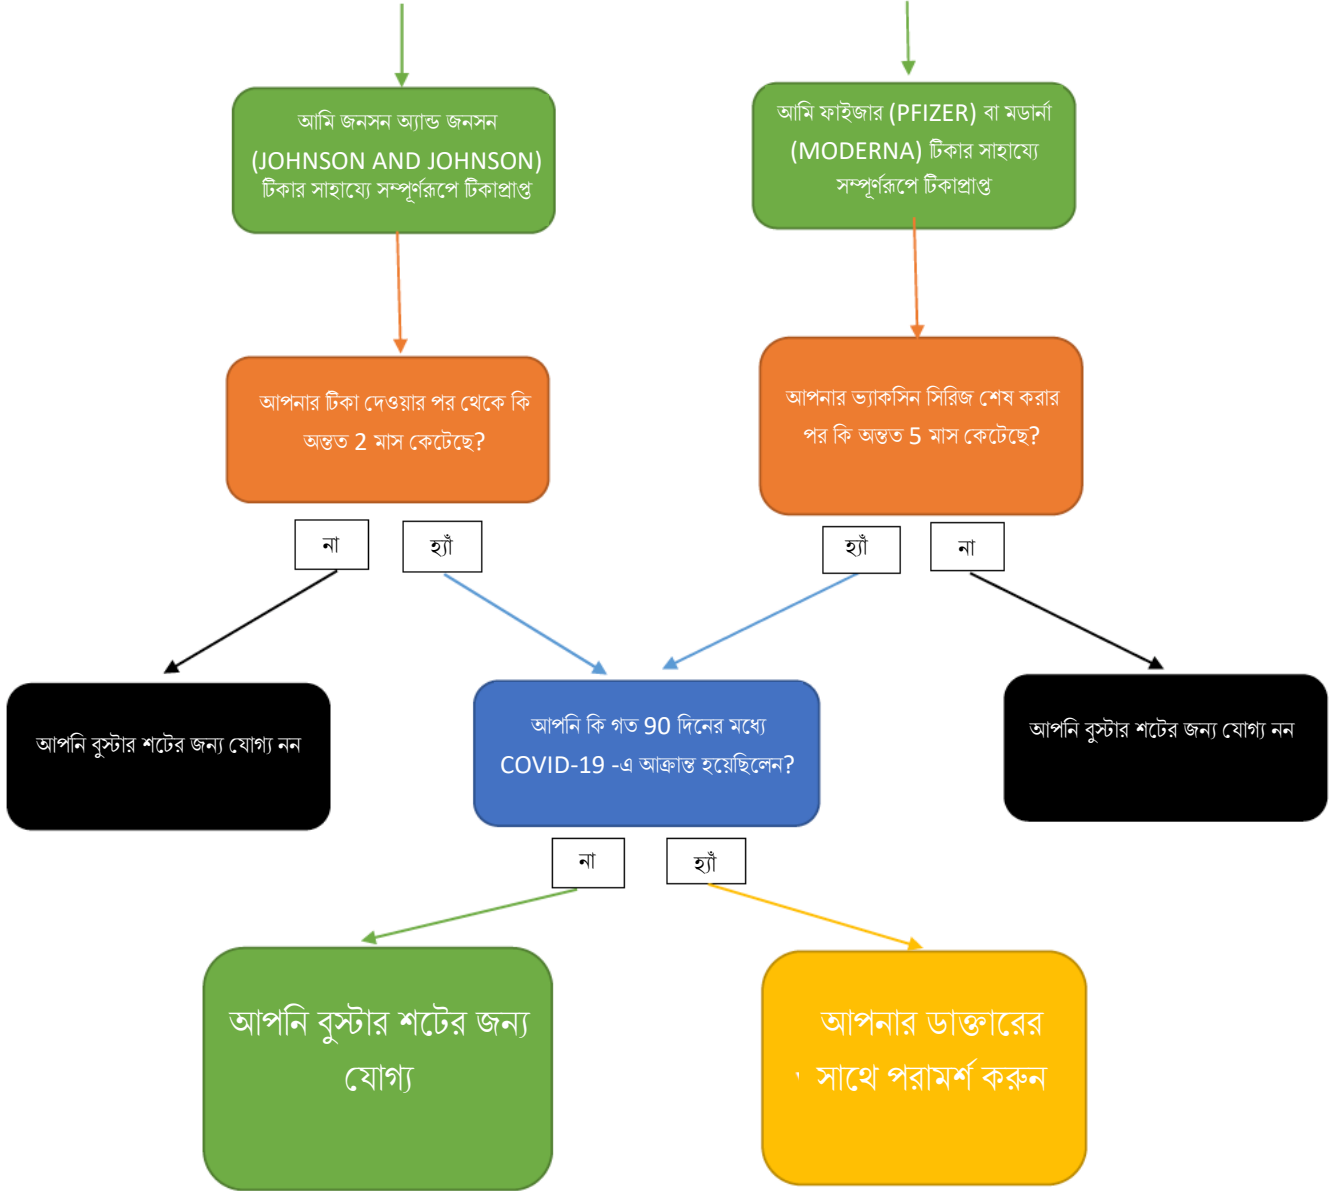 আমি জনসন অ্যান্ড জনসন
(JOHNSON AND JOHNSON)
টিকার সাহায্যে সম্পূর্ণরূপে টিকাপ্রাপ্ত
আমি ফাইজার (PFIZER) বা মডার্না
(MODERNA) টিকার সাহায্যে
সম্পূর্ণরূপে টিকাপ্রাপ্ত
আপনার টিকা দেওয়ার পর থেকে কি
অন্তত 2 মাস কেটেছে?
আপনার ভ্যাকসিন সিরিজ শেষ করার
পর কি অন্তত 5 মাস কেটেছে?
না
হ্যাঁ
হ্যাঁ
না
আপনি বুস্টার শটের জন্য যোগ্য নন
আপনি কি গত 90 দিনের মধ্যে
COVID-19 -এ আক্রান্ত হয়েছিলেন?
আপনি বুস্টার শটের জন্য যোগ্য নন
না
হ্যাঁ
আপনি বুস্টার শটের জন্য
যোগ্য
আপনার ডাক্তারের
সাথে পরামর্শ করুন